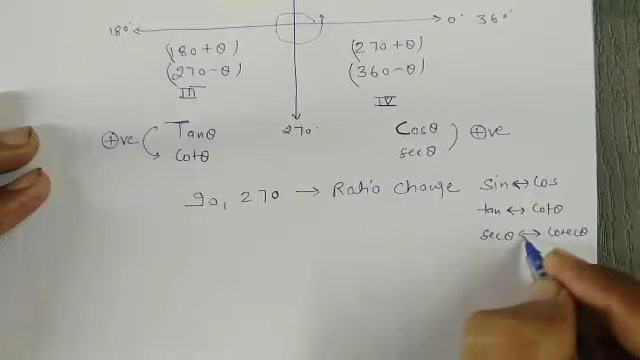 180° 0° 360°
(180+θ) (270+θ)
(270-θ) (360-θ)
III IV
270°
+ve Tanθ Cosθ +ve
cotθ secθ
90, 270 → Ratio Change sin ↔ cos
tan ↔ cotθ
secθ ↔ cosecθ